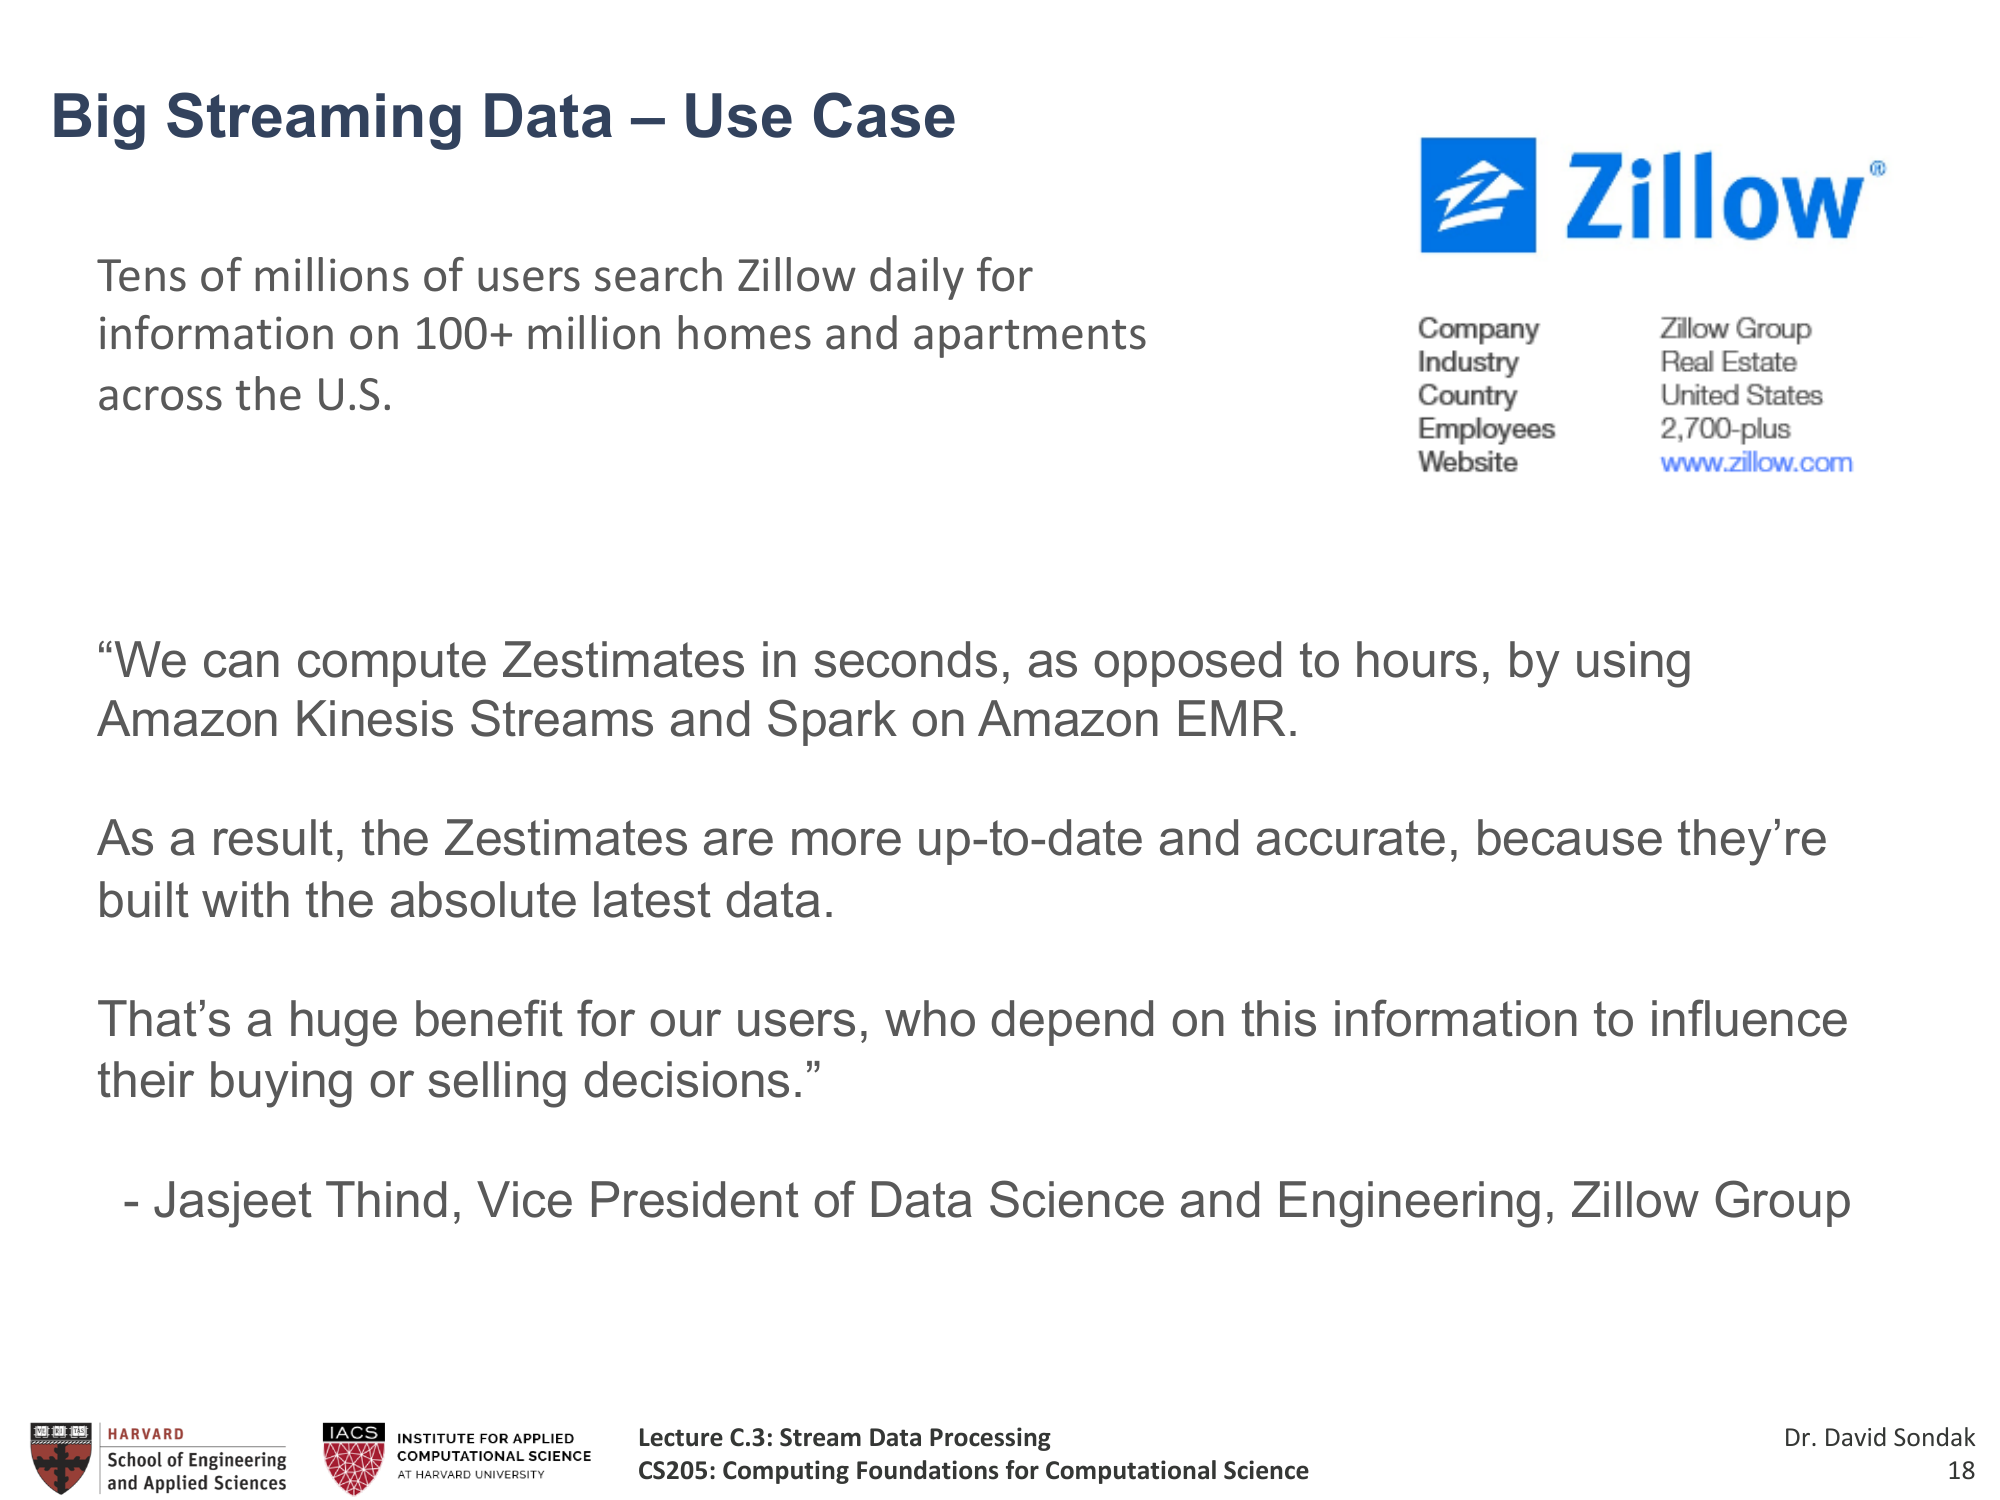 Big Streaming Data – Use Case
Zillow®
Tens of millions of users search Zillow daily for
information on 100+ million homes and apartments
across the U.S.
Company Zillow Group
Industry Real Estate
Country United States
Employees 2,700-plus
Website www.zillow.com
“We can compute Zestimates in seconds, as opposed to hours, by using
Amazon Kinesis Streams and Spark on Amazon EMR.
As a result, the Zestimates are more up-to-date and accurate, because they’re
built with the absolute latest data.
That’s a huge benefit for our users, who depend on this information to influence
their buying or selling decisions.”
- Jasjeet Thind, Vice President of Data Science and Engineering, Zillow Group
HARVARD
School of Engineering
and Applied Sciences
IACS
INSTITUTE FOR APPLIED
COMPUTATIONAL SCIENCE
AT HARVARD UNIVERSITY
Lecture C.3: Stream Data Processing
CS205: Computing Foundations for Computational Science
Dr. David Sondak
18